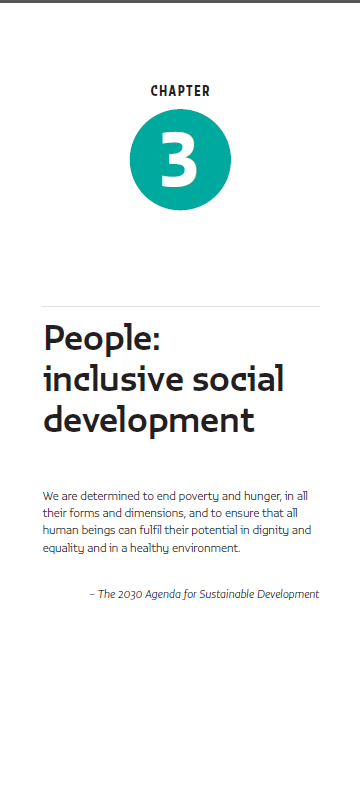 CHAPTER
3
People:
inclusive social
development
We are determined to end poverty and hunger, in all
their forms and dimensions, and to ensure that all
human beings can fulfil their potential in dignity and
equality and in a healthy environment.
– The 2030 Agenda for Sustainable Development